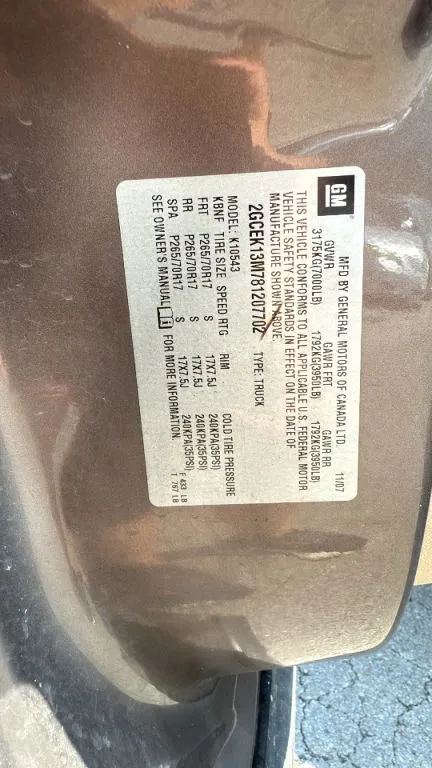 GM
MFD BY GENERAL MOTORS OF CANADA LTD. 11/07
GVWR GAWR FRT GAWR RR
3175KG(7000LB) 1792KG(3950LB) 1792KG(3950LB)
THIS VEHICLE CONFORMS TO ALL APPLICABLE U.S. FEDERAL MOTOR
VEHICLE SAFETY STANDARDS IN EFFECT ON THE DATE OF
MANUFACTURE SHOWN ABOVE.
2GCEK13M781207702 TYPE: TRUCK
MODEL: K10543
KBNF TIRE SIZE SPEED RTG RIM COLD TIRE PRESSURE
FRT P265/70R17 S 17X7.5J 240KPA(35PSI)
RR P265/70R17 S 17X7.5J 240KPA(35PSI)
SPA P265/70R17 S 17X7.5J 240KPA(35PSI)
SEE OWNER'S MANUAL i FOR MORE INFORMATION.
F 433 LB
T 767 LB